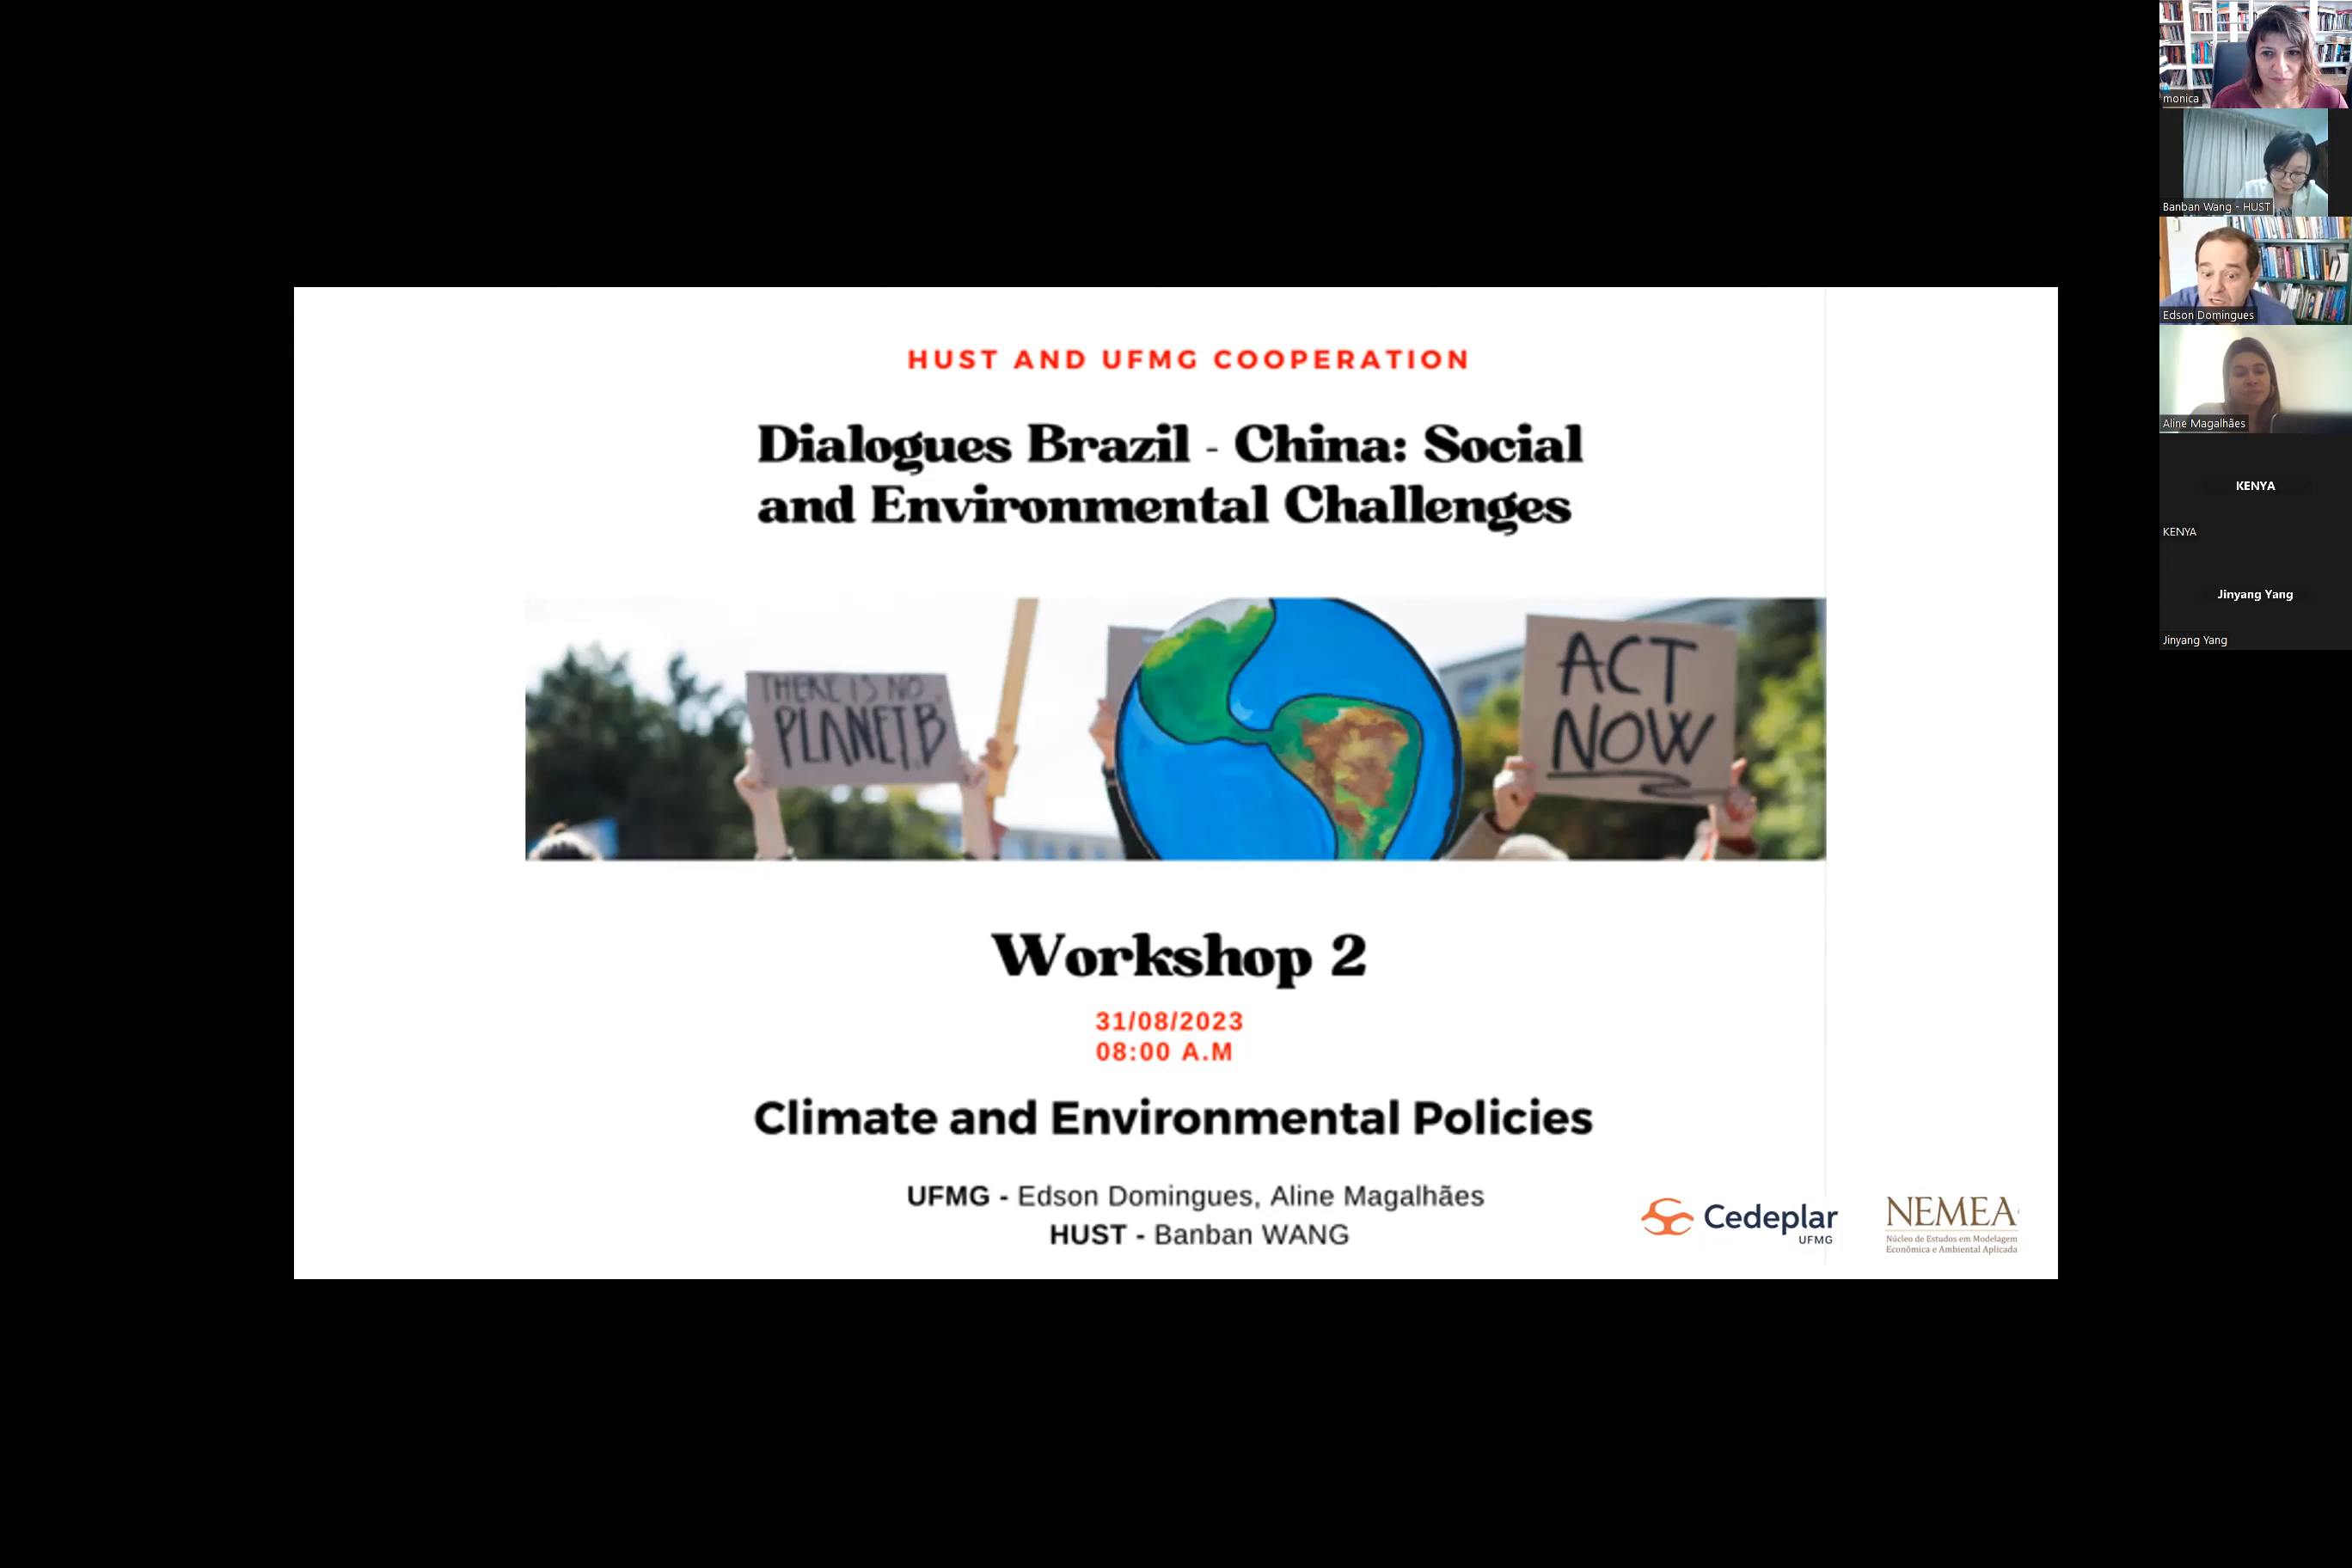 HUST AND UFMG COOPERATION
Dialogues Brazil - China: Social
and Environmental Challenges
THERE IS NO
PLANET B
ACT
NOW
Workshop 2
31/08/2023
08:00 A.M
Climate and Environmental Policies
UFMG - Edson Domingues, Aline Magalhães
HUST - Banban WANG
Cedeplar
UFMG
NEMEA
Núcleo de Estudos em Modelagem
Econômica e Ambiental Aplicada
monica
Banban Wang - HUST
Edson Domingues
Aline Magalhães
KENYA
KENYA
Jinyang Yang
Jinyang Yang